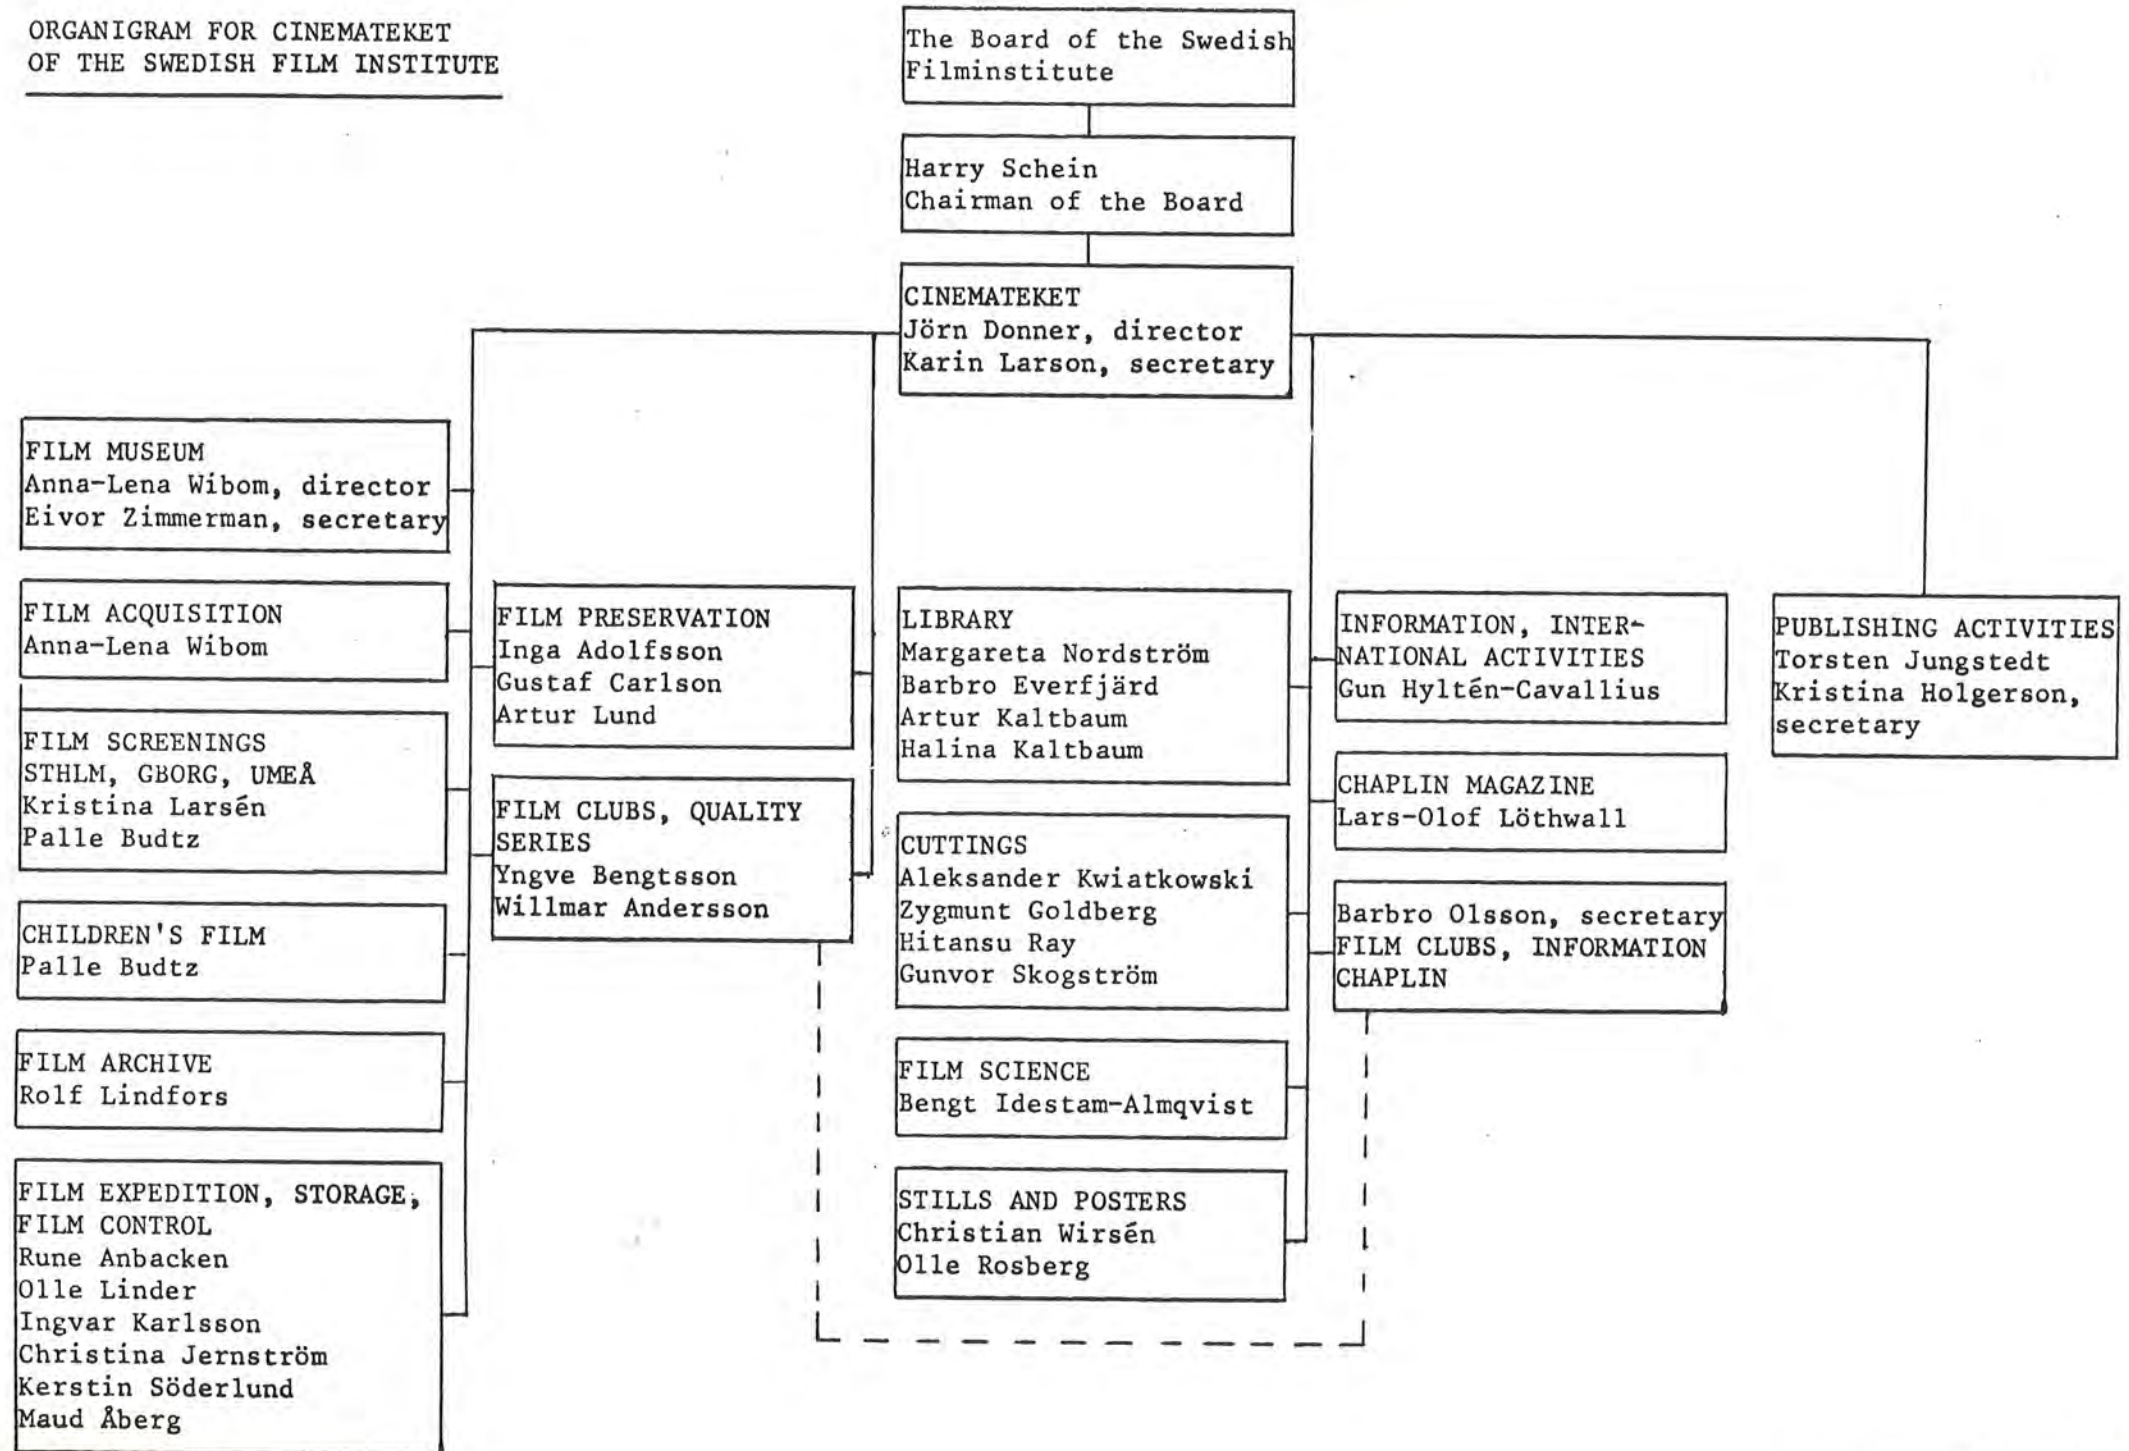 ORGANIGRAM FOR CINEMATEKET
OF THE SWEDISH FILM INSTITUTE
The Board of the Swedish
Filminstitute
Harry Schein
Chairman of the Board
CINEMATEKET
Jörn Donner, director
Karin Larson, secretary
FILM MUSEUM
Anna-Lena Wibom, director
Eivor Zimmerman, secretary
FILM ACQUISITION
Anna-Lena Wibom
FILM SCREENINGS
STHLM, GBORG, UMEÅ
Kristina Larsén
Palle Budtz
CHILDREN'S FILM
Palle Budtz
FILM ARCHIVE
Rolf Lindfors
FILM EXPEDITION, STORAGE,
FILM CONTROL
Rune Anbacken
Olle Linder
Ingvar Karlsson
Christina Jernström
Kerstin Söderlund
Maud Åberg
FILM PRESERVATION
Inga Adolfsson
Gustaf Carlson
Artur Lund
FILM CLUBS, QUALITY
SERIES
Yngve Bengtsson
Willmar Andersson
LIBRARY
Margareta Nordström
Barbro Everfjärd
Artur Kaltbaum
Halina Kaltbaum
CUTTINGS
Aleksander Kwiatkowski
Zygmunt Goldberg
Hitansu Ray
Gunvor Skogström
FILM SCIENCE
Bengt Idestam-Almqvist
STILLS AND POSTERS
Christian Wirsén
Olle Rosberg
INFORMATION, INTER-
NATIONAL ACTIVITIES
Gun Hyltén-Cavallius
CHAPLIN MAGAZINE
Lars-Olof Löthwall
Barbro Olsson, secretary
FILM CLUBS, INFORMATION
CHAPLIN
PUBLISHING ACTIVITIES
Torsten Jungstedt
Kristina Holgerson,
secretary